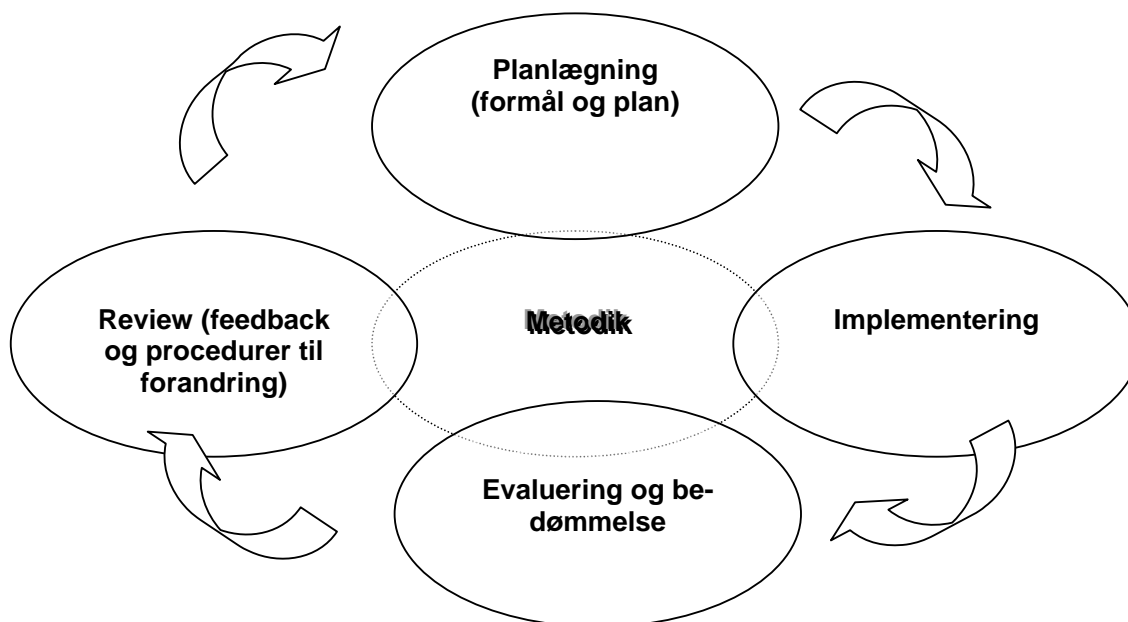 Planlægning
(formål og plan)
Review (feedback
og procedurer til
forandring)
Metodik
Implementering
Evaluering og be-
dømmelse